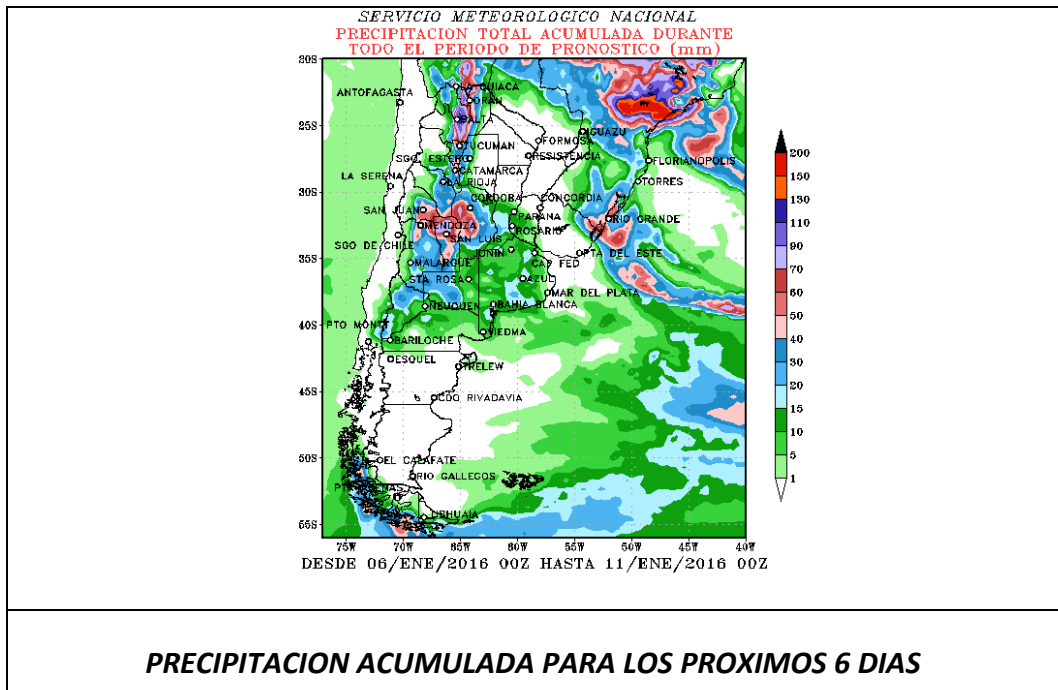 SERVICIO METEOROLOGICO NACIONAL
PRECIPITACION TOTAL ACUMULADA DURANTE
TODO EL PERIODO DE PRONOSTICO (mm)
20S
25S
30S
35S
40S
45S
50S
55S
ANTOFAGASTA
LA QUIACA
ORAN
SALTA
IGUAZU
TUCUMAN
FORMOSA
SGO. ESTERO
RESISTENCIA
FLORIANOPOLIS
CATAMARCA
LA SERENA
LA RIOJA
TORRES
CORDOBA
CONCORDIA
SAN JUAN
PARANA
RIO GRANDE
MENDOZA
ROSARIO
SAN LUIS
SGO DE CHILE
JUNIN
PTA DEL ESTE
MALARGUE
CAP FED
STA ROSA
AZUL
MAR DEL PLATA
NEUQUEN
BAHIA BLANCA
PTO MONTT
VIEDMA
BARILOCHE
ESQUEL
TRELEW
CDO RIVADAVIA
EL CALAFATE
RIO GALLEGOS
USHUAIA
75W 70W 65W 60W 55W 50W 45W 40W
200
150
130
110
90
70
60
50
40
30
20
15
10
5
1
DESDE 06/ENE/2016 00Z HASTA 11/ENE/2016 00Z
PRECIPITACION ACUMULADA PARA LOS PROXIMOS 6 DIAS